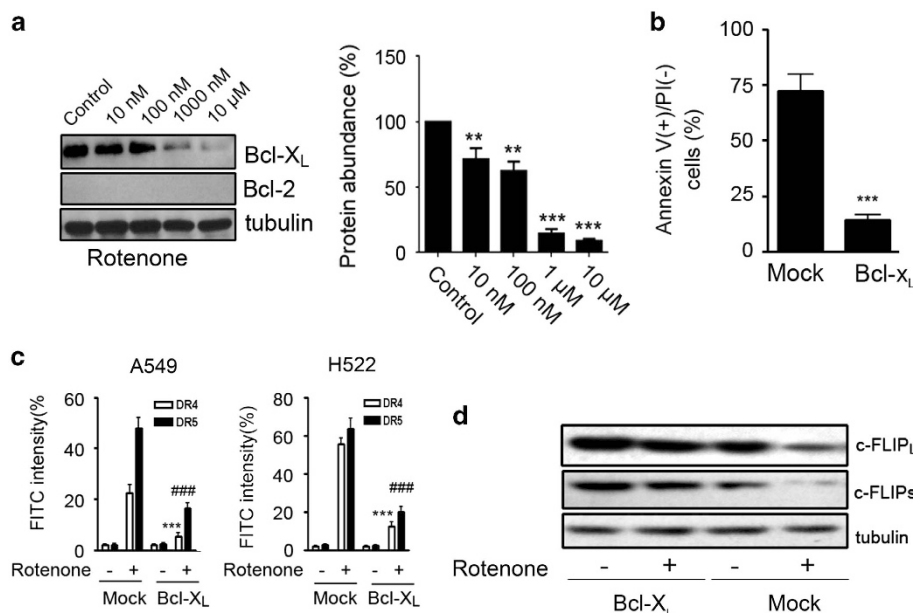 a
Control
10 nM
100 nM
1000 nM
10 µM
Bcl-XL
Bcl-2
tubulin
Rotenone
Protein abundance (%)
150
100
50
0
**
**
***
***
Control
10 nM
100 nM
1 µM
10 µM
b
Annexin V(+)/PI(-)
cells (%)
100
75
50
25
0
***
Mock
Bcl-xL
c
A549
FITC intensity(%
60
40
20
0
DR4
DR5
***
###
Rotenone - + - +
Mock Bcl-XL
H522
FITC intensity(%)
80
60
40
20
0
DR4
DR5
***
###
Rotenone - + - +
Mock Bcl-XL
d
c-FLIPL
c-FLIPs
tubulin
Rotenone - + - +
Bcl-XL Mock